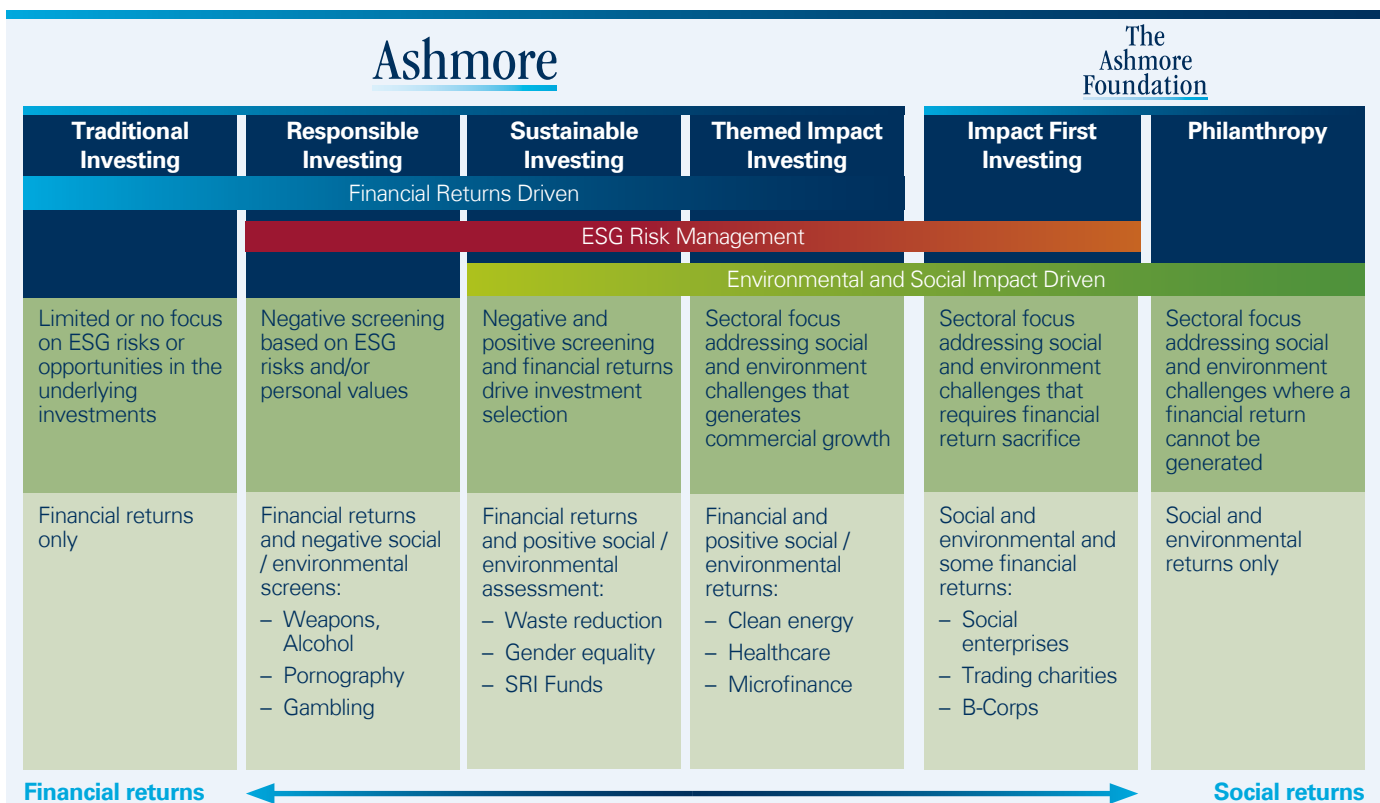 Ashmore
The
Ashmore
Foundation
Traditional
Investing
Responsible
Investing
Sustainable
Investing
Themed Impact
Investing
Impact First
Investing
Philanthropy
Financial Returns Driven
ESG Risk Management
Environmental and Social Impact Driven
Limited or no focus
on ESG risks or
opportunities in the
underlying
investments
Negative screening
based on ESG
risks and/or
personal values
Negative and
positive screening
and financial returns
drive investment
selection
Sectoral focus
addressing social
and environment
challenges that
generates
commercial growth
Sectoral focus
addressing social
and environment
challenges that
requires financial
return sacrifice
Sectoral focus
addressing social
and environment
challenges where a
financial return
cannot be
generated
Financial returns
only
Financial returns
and negative social
/ environmental
screens:
– Weapons,
Alcohol
– Pornography
– Gambling
Financial returns
and positive social /
environmental
assessment:
– Waste reduction
– Gender equality
– SRI Funds
Financial and
positive social /
environmental
returns:
– Clean energy
– Healthcare
– Microfinance
Social and
environmental and
some financial
returns:
– Social
enterprises
– Trading charities
– B-Corps
Social and
environmental
returns only
Financial returns
Social returns